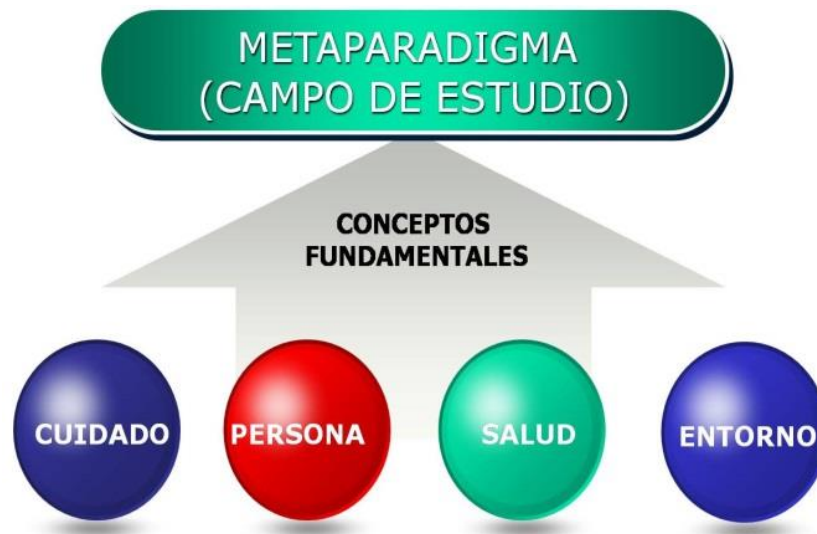 METAPARADIGMA
(CAMPO DE ESTUDIO)
CONCEPTOS
FUNDAMENTALES
CUIDADO
PERSONA
SALUD
ENTORNO